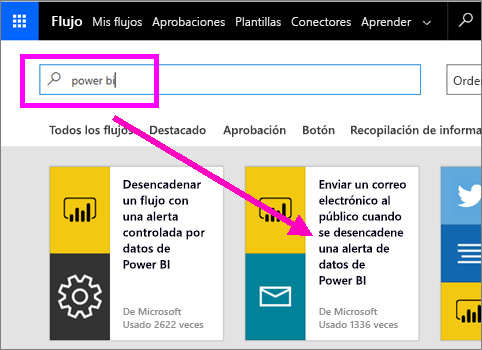 Flujo Mis flujos Aprobaciones Plantillas Conectores Aprender
power bi
Orde
Todos los flujos Destacado Aprobación Botón Recopilación de informa
Desencadenar
un flujo con
una alerta
controlada por
datos de
Power BI
De Microsoft
Usado 2622 veces
Enviar un correo
electrónico al
público cuando
se desencadene
una alerta de
datos de
Power BI
De Microsoft
Usado 1336 veces